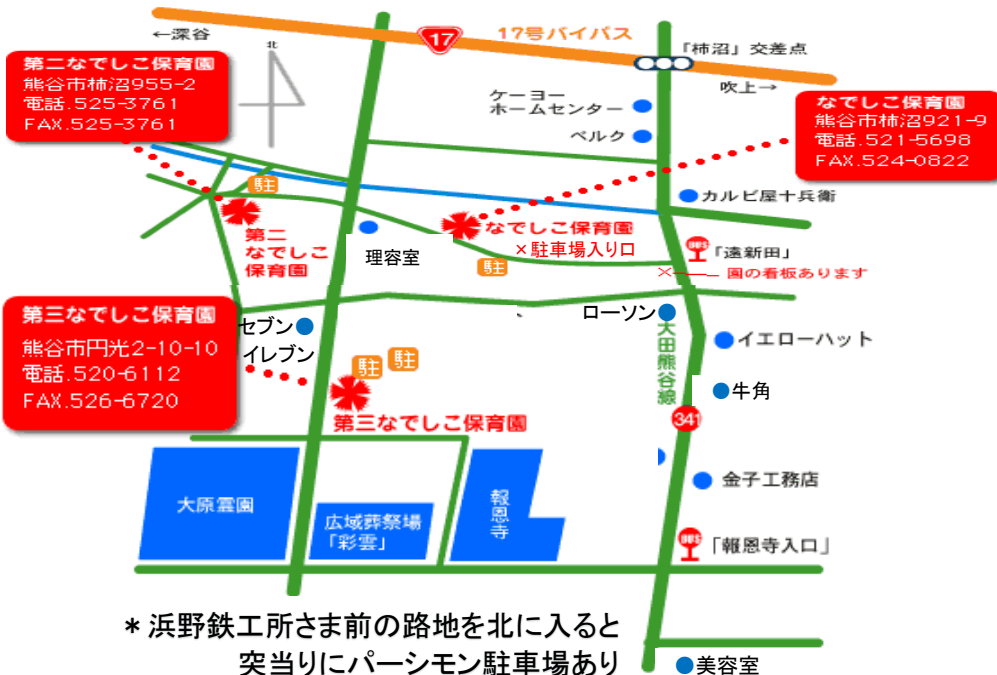 ←深谷
17
17号バイパス
「柿沼」交差点
吹上→
北
第二なでしこ保育園
熊谷市柿沼955-2
電話.525-3761
FAX.525-3761
ケーヨー
ホームセンター
ベルク
なでしこ保育園
熊谷市柿沼921-9
電話.521-5698
FAX.524-0822
駐
カルビ屋十兵衛
第二
なでしこ
保育園
理容室
なでしこ保育園
×駐車場入り口
駐
BUS
「遠新田」
×
園の看板あります
第三なでしこ保育園
熊谷市円光2-10-10
電話.520-6112
FAX.526-6720
セブン
イレブン
ローソン
大田熊谷線
イエローハット
駐
駐
牛角
第三なでしこ保育園
341
大原霊園
広域葬祭場
「彩雲」
報恩寺
金子工務店
BUS
「報恩寺入口」
*浜野鉄工所さま前の路地を北に入ると
突当りにパーシモン駐車場あり
美容室